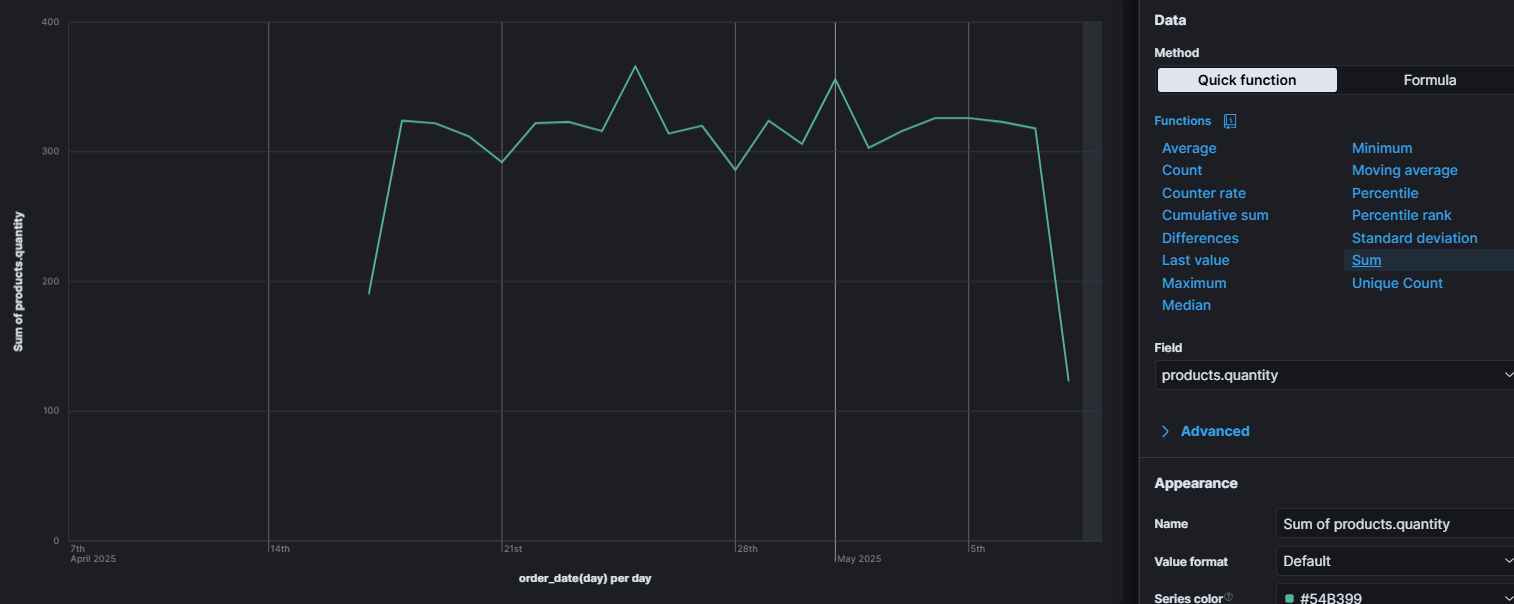 400
300
200
100
0
Sum of products.quantity
7th
April 2025
14th
21st
28th
May 2025
5th
order_date(day) per day
Data
Method
Quick function
Formula
Functions
Average
Minimum
Count
Moving average
Counter rate
Percentile
Cumulative sum
Percentile rank
Differences
Standard deviation
Last value
Sum
Maximum
Unique Count
Median
Field
products.quantity
Advanced
Appearance
Name
Sum of products.quantity
Value format
Default
Series color
#54B399